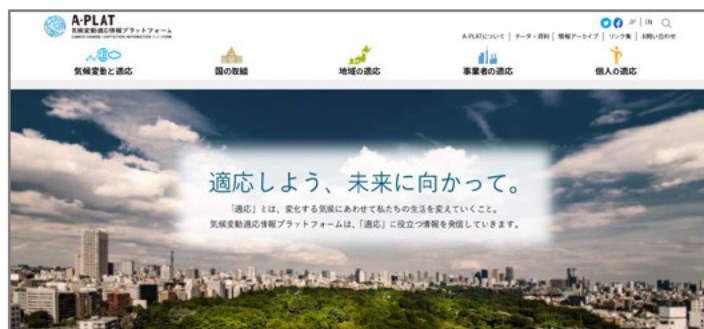 A-PLAT
気候変動適応情報プラットフォーム
CLIMATE CHANGE ADAPTATION INFORMATION PLATFORM
JP | EN
A-PLATについて | データ・資料 | 情報アーカイブ | リンク集 | お問い合わせ
気候変動と適応 国の取組 地域の適応 事業者の適応 個人の適応
適応しよう、未来に向かって。
「適応」とは、変化する気候にあわせて私たちの生活を変えていくこと。
気候変動適応情報プラットフォームは、「適応」に役立つ情報を発信していきます。